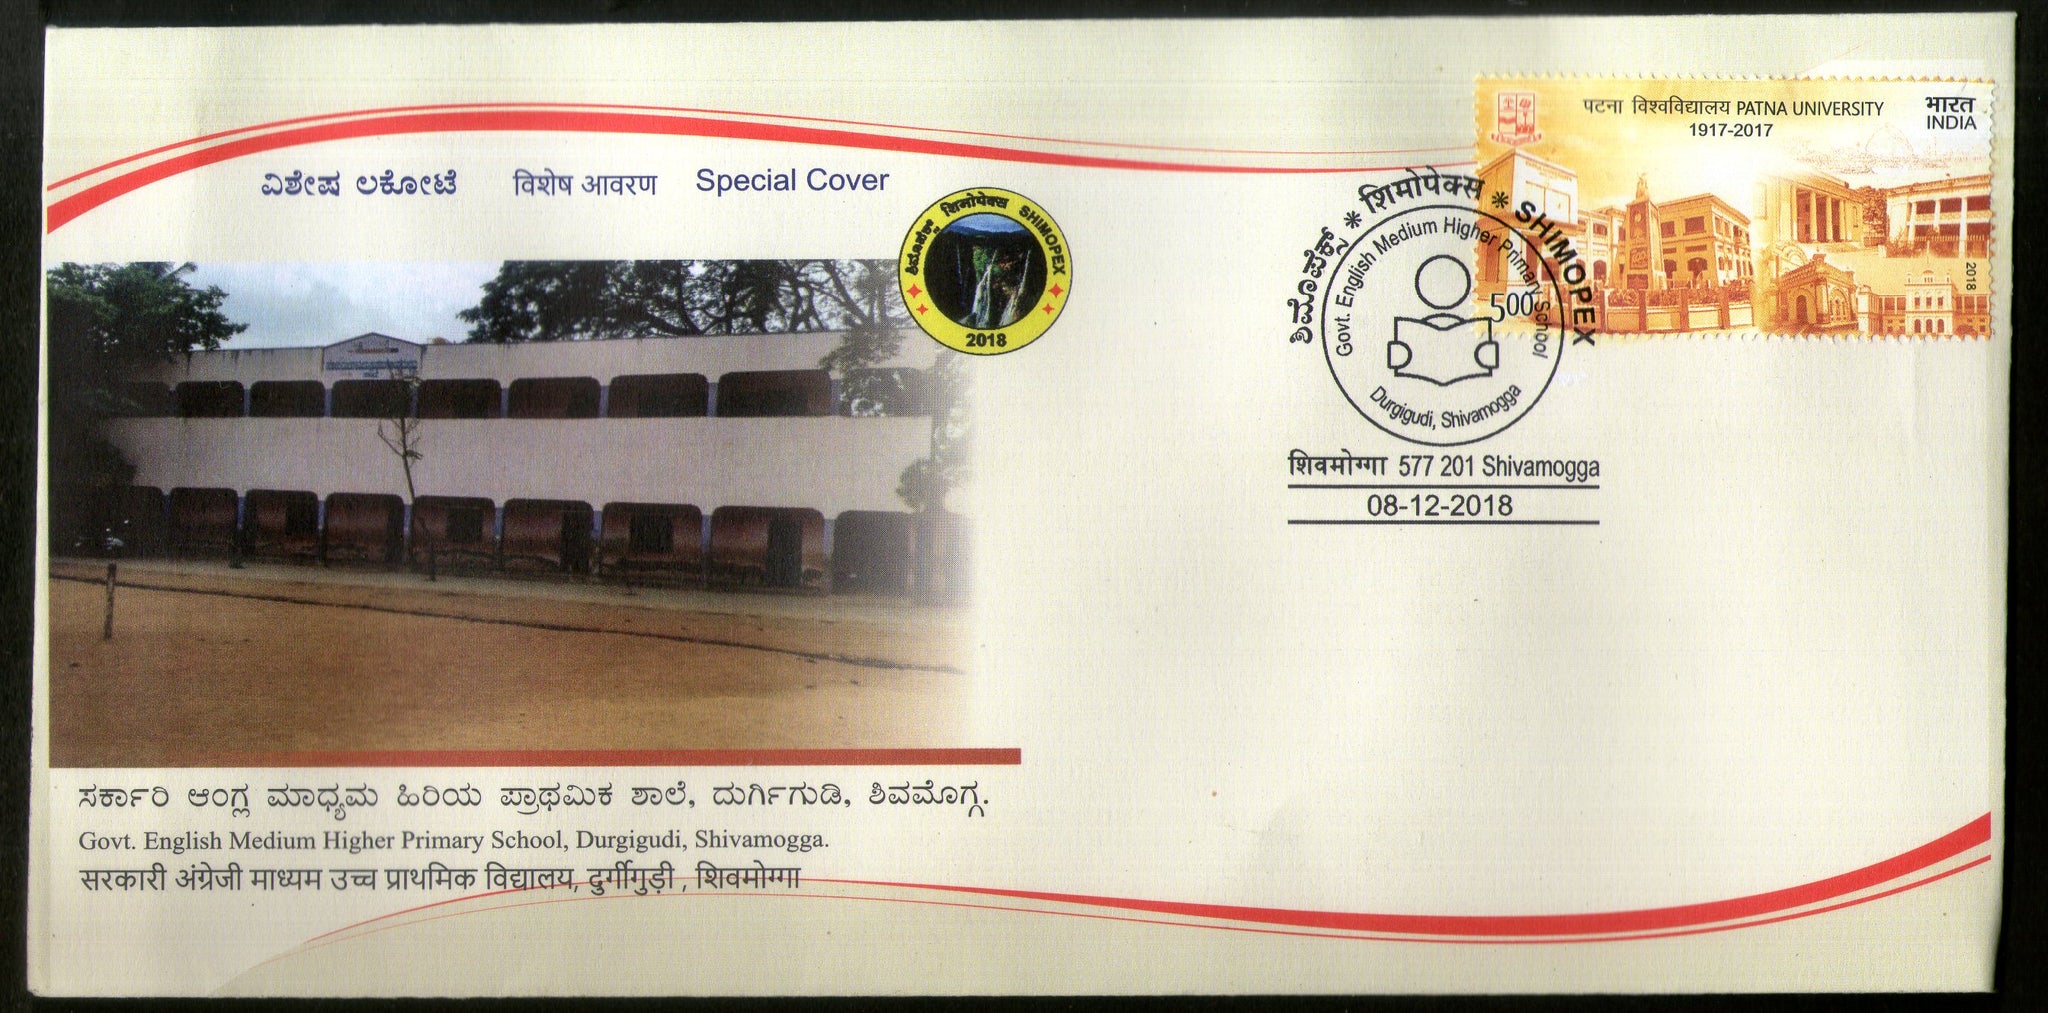 ವಿಶೇಷ ಲಕೋಟೆ विशेष आवरण Special Cover
ಶಿಮೊಪೆಕ್ಸ್ शिमोपेक्स SHIMOPEX
2018
पटना विश्वविद्यालय PATNA UNIVERSITY
1917-2017
भारत
INDIA
2018
500
ಶಿಮೊಪೆಕ್ಸ್ * शिमोपेक्स * SHIMOPEX
Govt. English Medium Higher Primary School
Durgigudi, Shivamogga
शिवमोग्गा 577 201 Shivamogga
08-12-2018
ಸರ್ಕಾರಿ ಆಂಗ್ಲ ಮಾಧ್ಯಮ ಹಿರಿಯ ಪ್ರಾಥಮಿಕ ಶಾಲೆ, ದುರ್ಗಿಗುಡಿ, ಶಿವಮೊಗ್ಗ.
Govt. English Medium Higher Primary School, Durgigudi, Shivamogga.
सरकारी अंग्रेजी माध्यम उच्च प्राथमिक विद्यालय, दुर्गीगुड़ी , शिवमोग्गा